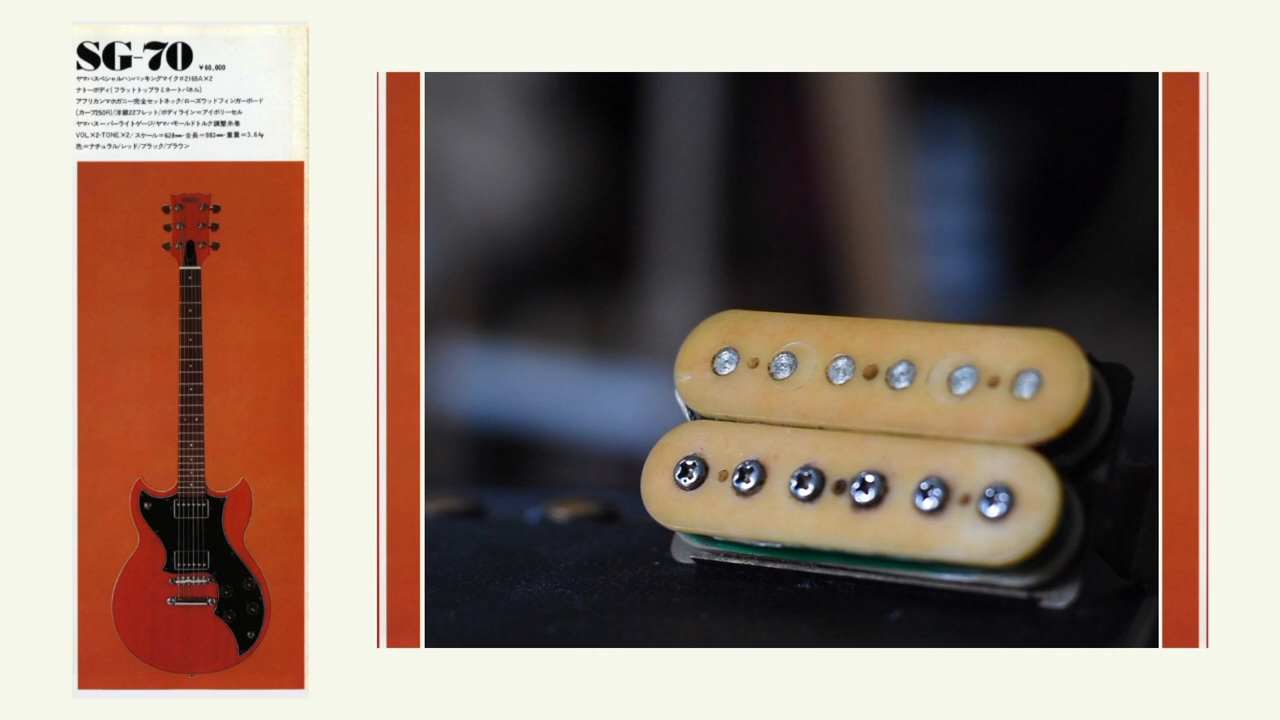 SG-70 ￥60,000
ヤマハスペシャルハンバッキングマイク#2165A×2
ナトーボディ(フラットトップラミネートパネル)
アフリカンマホガニー完全セットネック/ローズウッドフィンガーボード
(カーブ250R)/洋銀22フレット/ボディライン=アイボリーセル
ヤマハスーパーライトゲージ/ヤマハモールドトルク調整糸巻
VOL×2・TONE×2/スケール=628mm・全長=983mm・重量=3.6kg
色=ナチュラル/レッド/ブラック/ブラウン